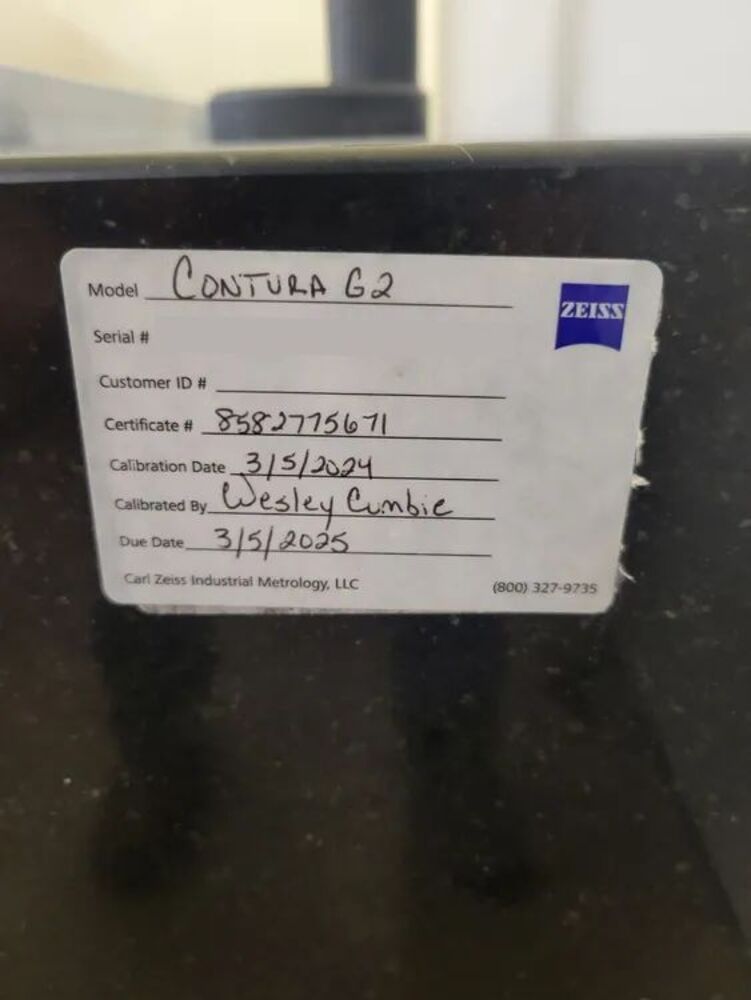 Model CONTURA G2
ZEISS
Serial #
Customer ID #
Certificate # 8582775671
Calibration Date 3/5/2024
Calibrated By Wesley Cumbie
Due Date 3/5/2025
Carl Zeiss Industrial Metrology, LLC (800) 327-9735